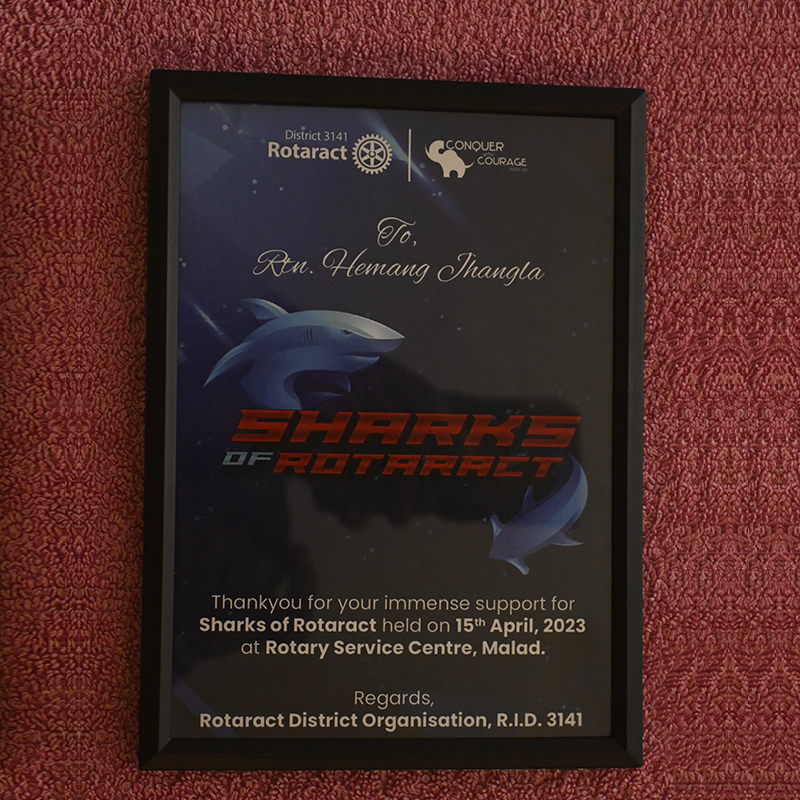 District 3141
Rotaract
CONQUER
COURAGE
To,
Rtn. Hemang Jhangla
SHARKS
OF ROTARACT
Thankyou for your immense support for
Sharks of Rotaract held on 15th April, 2023
at Rotary Service Centre, Malad.
Regards,
Rotaract District Organisation, R.I.D. 3141